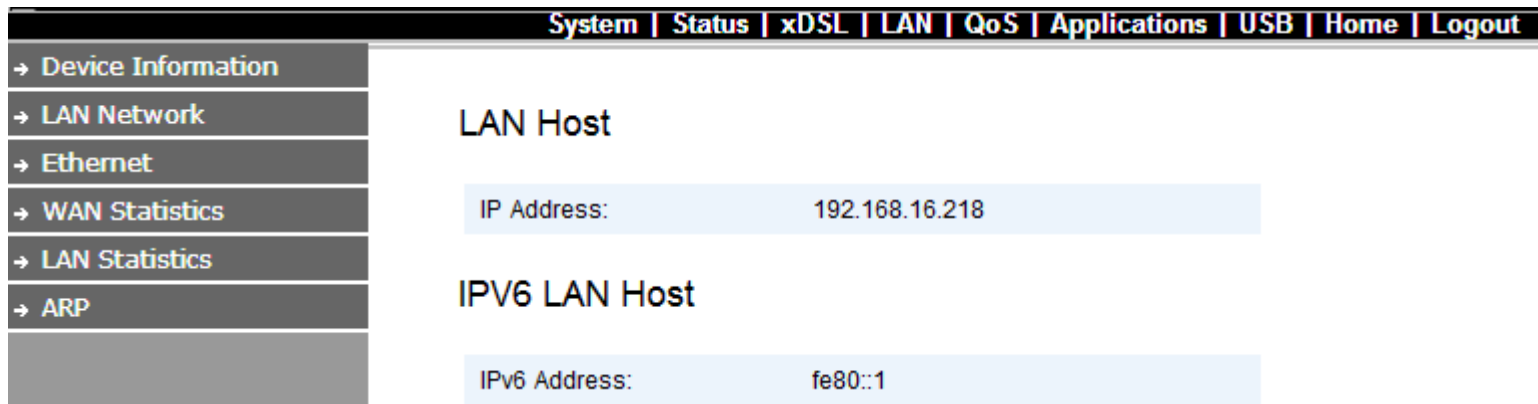 System | Status | xDSL | LAN | QoS | Applications | USB | Home | Logout
→ Device Information
→ LAN Network
→ Ethernet
→ WAN Statistics
→ LAN Statistics
→ ARP
LAN Host
IP Address: 192.168.16.218
IPV6 LAN Host
IPv6 Address: fe80::1